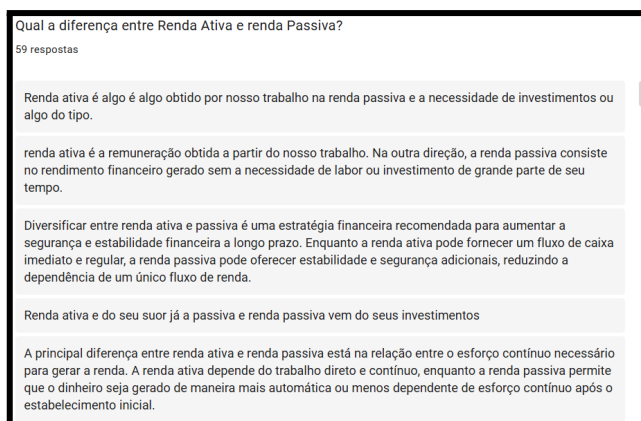 Qual a diferença entre Renda Ativa e renda Passiva?
59 respostas
Renda ativa é algo é algo obtido por nosso trabalho na renda passiva e a necessidade de investimentos ou
algo do tipo.
renda ativa é a remuneração obtida a partir do nosso trabalho. Na outra direção, a renda passiva consiste
no rendimento financeiro gerado sem a necessidade de labor ou investimento de grande parte de seu
tempo.
Diversificar entre renda ativa e passiva é uma estratégia financeira recomendada para aumentar a
segurança e estabilidade financeira a longo prazo. Enquanto a renda ativa pode fornecer um fluxo de caixa
imediato e regular, a renda passiva pode oferecer estabilidade e segurança adicionais, reduzindo a
dependência de um único fluxo de renda.
Renda ativa e do seu suor já a passiva e renda passiva vem do seus investimentos
A principal diferença entre renda ativa e renda passiva está na relação entre o esforço contínuo necessário
para gerar a renda. A renda ativa depende do trabalho direto e contínuo, enquanto a renda passiva permite
que o dinheiro seja gerado de maneira mais automática ou menos dependente de esforço contínuo após o
estabelecimento inicial.